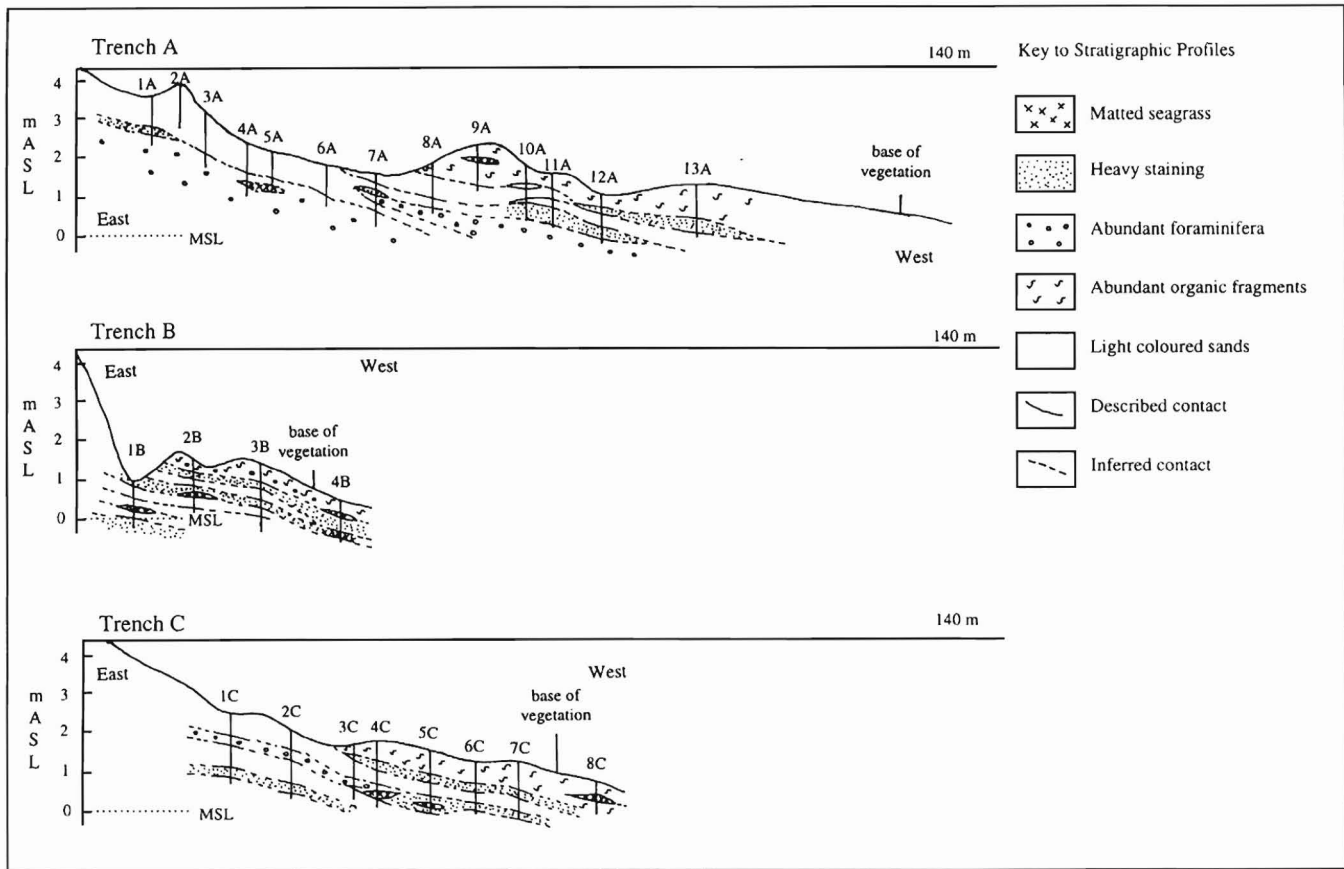 Trench A
140 m
4
3
2
1
0
m
A
S
L
1A
2A
3A
4A
5A
6A
7A
8A
9A
10A
11A
12A
13A
base of
vegetation
East
MSL
West
Trench B
140 m
4
3
2
1
0
m
A
S
L
East
West
1B
2B
3B
base of
vegetation
4B
MSL
Trench C
140 m
4
3
2
1
0
m
A
S
L
East
West
1C
2C
3C
4C
5C
6C
7C
base of
vegetation
8C
MSL
Key to Stratigraphic Profiles
Matted seagrass
Heavy staining
Abundant foraminifera
Abundant organic fragments
Light coloured sands
Described contact
Inferred contact